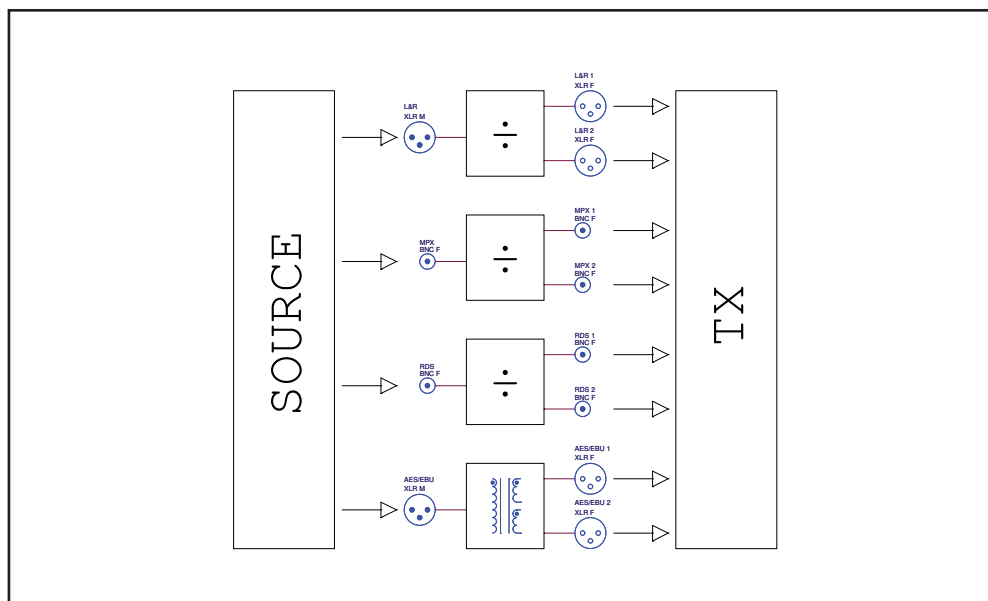 SOURCE
L&R
XLR M
÷
L&R 1
XLR F
L&R 2
XLR F
MPX
BNC F
÷
MPX 1
BNC F
MPX 2
BNC F
RDS
BNC F
÷
RDS 1
BNC F
RDS 2
BNC F
AES/EBU
XLR M
AES/EBU 1
XLR F
AES/EBU 2
XLR F
TX